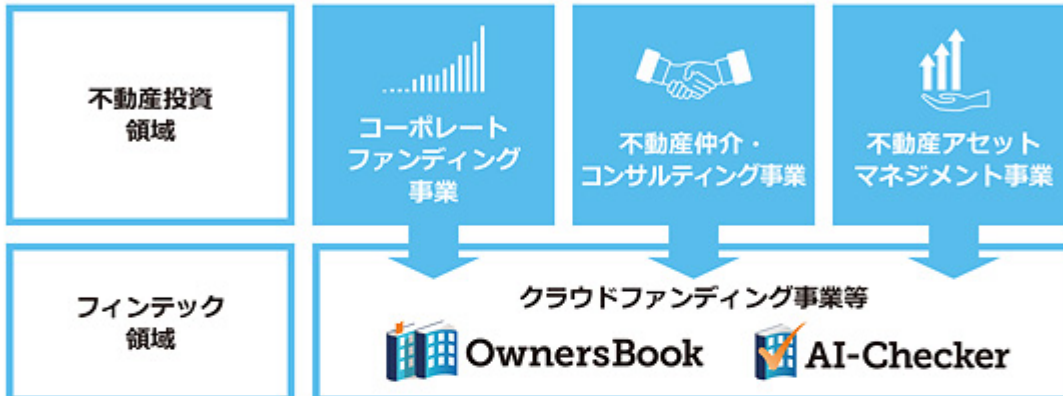 不動産投資
領域
コーポレート
ファンディング
事業
不動産仲介・
コンサルティング事業
不動産アセット
マネジメント事業
フィンテック
領域
クラウドファンディング事業等
OwnersBook
AI-Checker